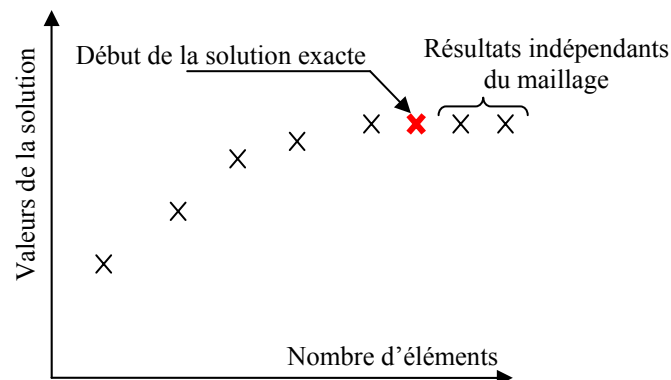 Début de la solution exacte
Résultats indépendants
du maillage
Valeurs de la solution
Nombre d'éléments